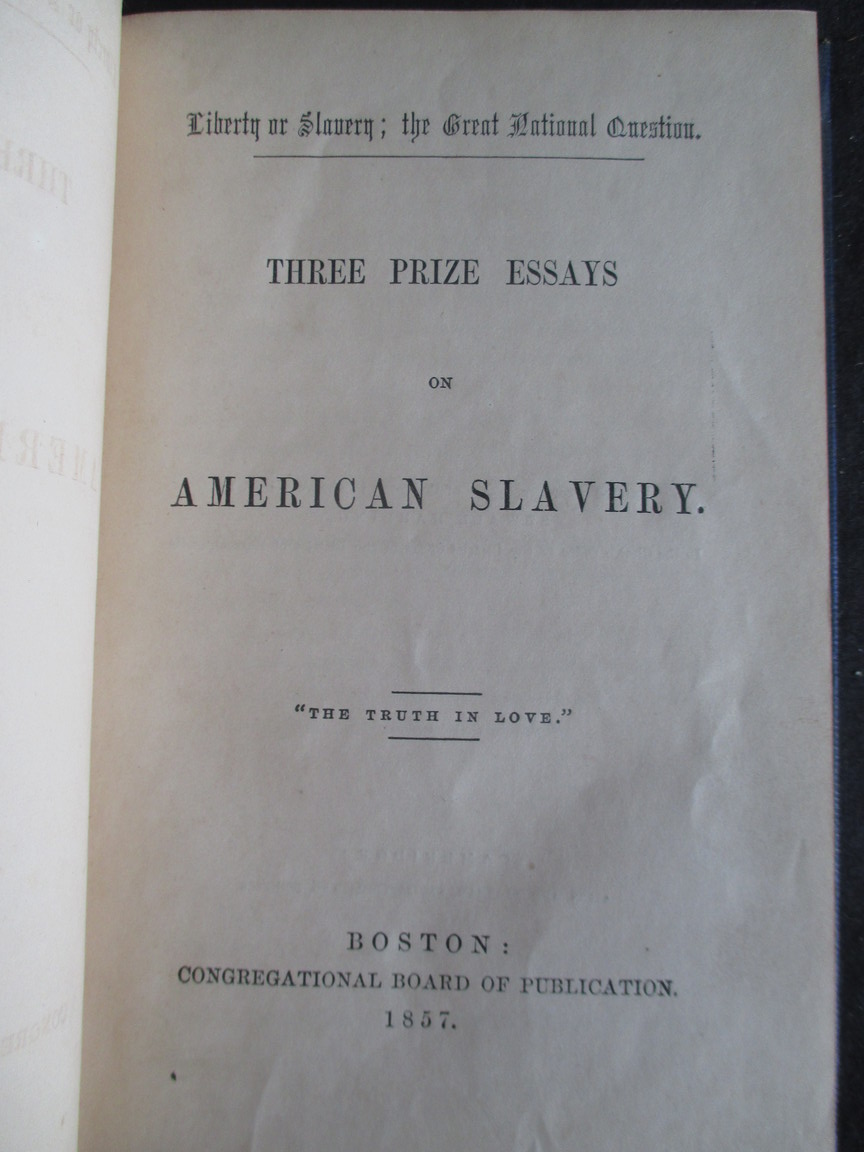 Liberty or Slavery; the Great National Question.
THREE PRIZE ESSAYS
ON
AMERICAN SLAVERY.
"THE TRUTH IN LOVE."
BOSTON:
CONGREGATIONAL BOARD OF PUBLICATION.
1857.